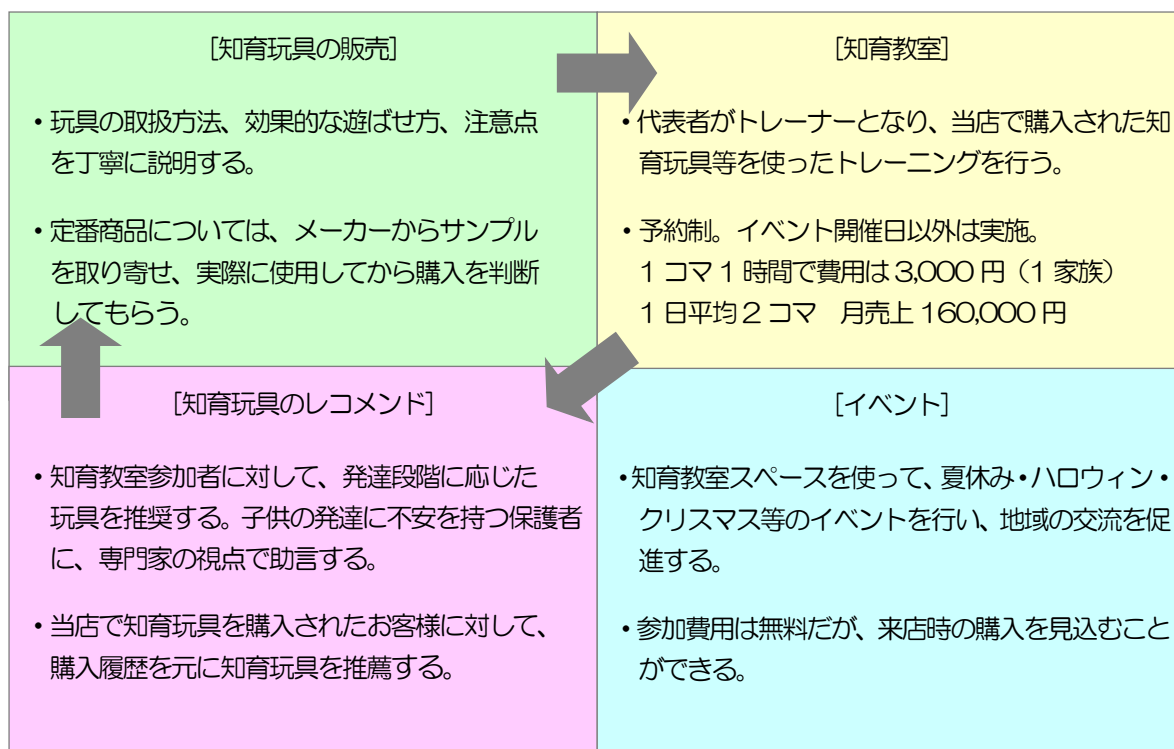 [知育玩具の販売]
・玩具の取扱方法、効果的な遊ばせ方、注意点
を丁寧に説明する。
・定番商品については、メーカーからサンプル
を取り寄せ、実際に使用してから購入を判断
してもらう。
[知育教室]
・代表者がトレーナーとなり、当店で購入された知
育玩具等を使ったトレーニングを行う。
・予約制。イベント開催日以外は実施。
1コマ1時間で費用は3,000円（1家族）
1日平均2コマ　月売上160,000円
[知育玩具のレコメンド]
・知育教室参加者に対して、発達段階に応じた
玩具を推奨する。子供の発達に不安を持つ保護者
に、専門家の視点で助言する。
・当店で知育玩具を購入されたお客様に対して、
購入履歴を元に知育玩具を推薦する。
[イベント]
・知育教室スペースを使って、夏休み・ハロウィン・
クリスマス等のイベントを行い、地域の交流を促
進する。
・参加費用は無料だが、来店時の購入を見込むこと
ができる。